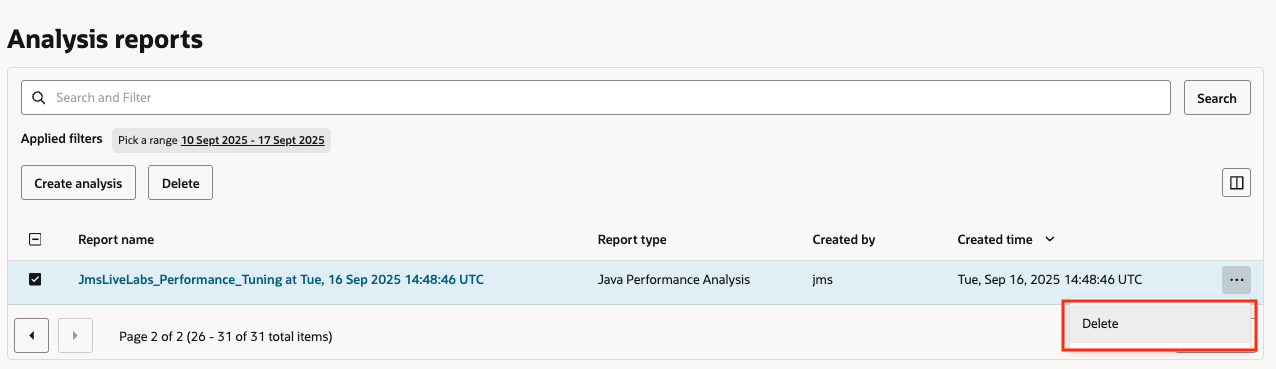 Analysis reports
Search and Filter
Search
Applied filters
Pick a range 10 Sept 2025 - 17 Sept 2025
Create analysis
Delete
Report name
Report type
Created by
Created time
JmsLiveLabs_Performance_Tuning at Tue, 16 Sep 2025 14:48:46 UTC
Java Performance Analysis
jms
Tue, Sep 16, 2025 14:48:46 UTC
Page 2 of 2 (26 - 31 of 31 total items)
Delete